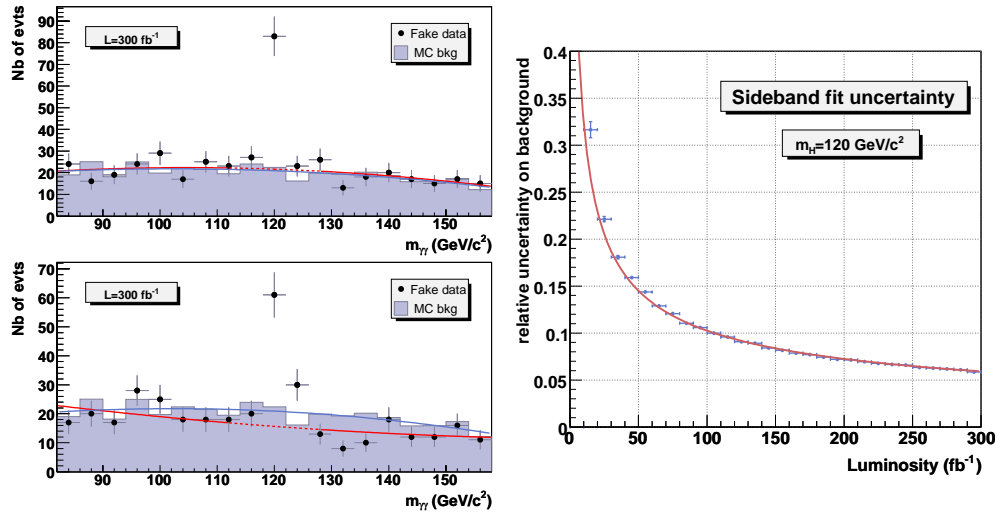 Nb of evts
90
80
70
60
50
40
30
20
10
0
L=300 fb⁻¹
Fake data
MC bkg
90 100 110 120 130 140 150
mγγ (GeV/c²)
Nb of evts
70
60
50
40
30
20
10
0
L=300 fb⁻¹
Fake data
MC bkg
90 100 110 120 130 140 150
mγγ (GeV/c²)
relative uncertainty on background
0.4
0.35
0.3
0.25
0.2
0.15
0.1
0.05
0
Sideband fit uncertainty
mH=120 GeV/c²
0 50 100 150 200 250 300
Luminosity (fb⁻¹)